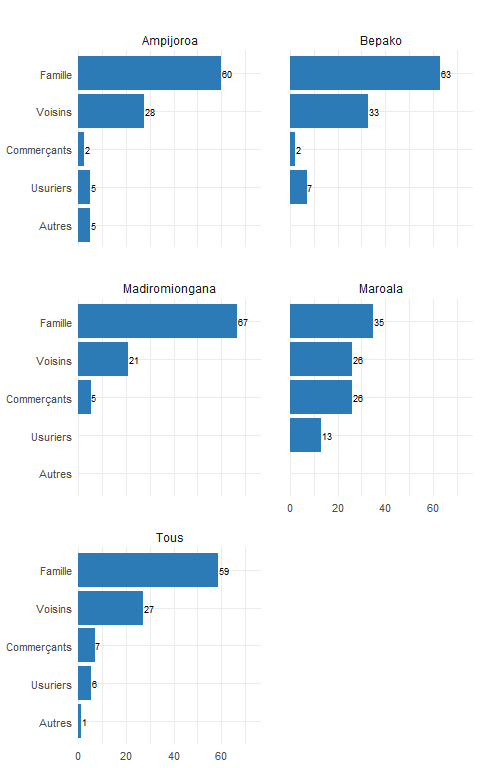 Ampijoroa
Bepako
Famille 60 63
Voisins 28 33
Commerçants 2 2
Usuriers 5 7
Autres 5
Madiromiongana
Maroala
Famille 67 35
Voisins 21 26
Commerçants 5 26
Usuriers 13
Autres
0 20 40 60
Tous
Famille 59
Voisins 27
Commerçants 7
Usuriers 6
Autres 1
0 20 40 60